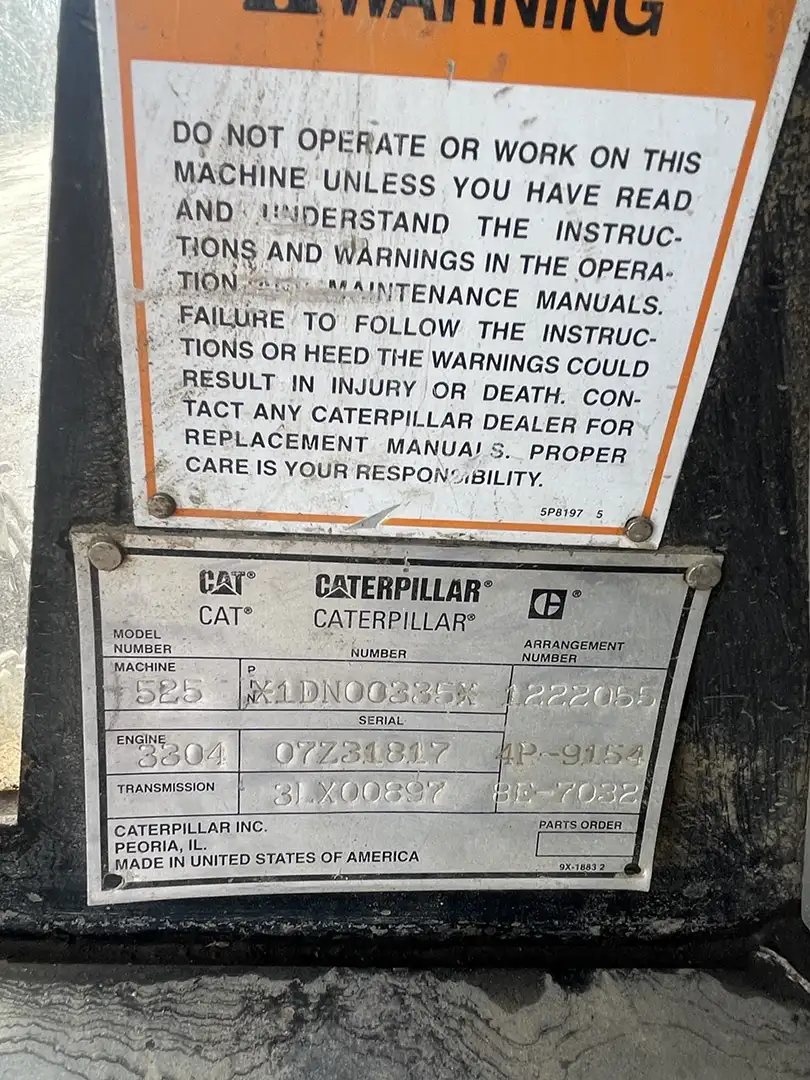 WARNING
DO NOT OPERATE OR WORK ON THIS
MACHINE UNLESS YOU HAVE READ
AND UNDERSTAND THE INSTRUC-
TIONS AND WARNINGS IN THE OPERA-
TION MAINTENANCE MANUALS.
FAILURE TO FOLLOW THE INSTRUC-
TIONS OR HEED THE WARNINGS COULD
RESULT IN INJURY OR DEATH. CON-
TACT ANY CATERPILLAR DEALER FOR
REPLACEMENT MANUALS. PROPER
CARE IS YOUR RESPONSIBILITY.
5P8197 5
CAT® CATERPILLAR® ®
CAT® CATERPILLAR®
MODEL
NUMBER
NUMBER
ARRANGEMENT
NUMBER
MACHINE
525
P
I
N
X1DN00335X
1222055
SERIAL
ENGINE
3304
07Z31817
4P-9154
TRANSMISSION
3LX00897
8E-7032
CATERPILLAR INC.
PEORIA, IL.
MADE IN UNITED STATES OF AMERICA
PARTS ORDER
9X-1883 2